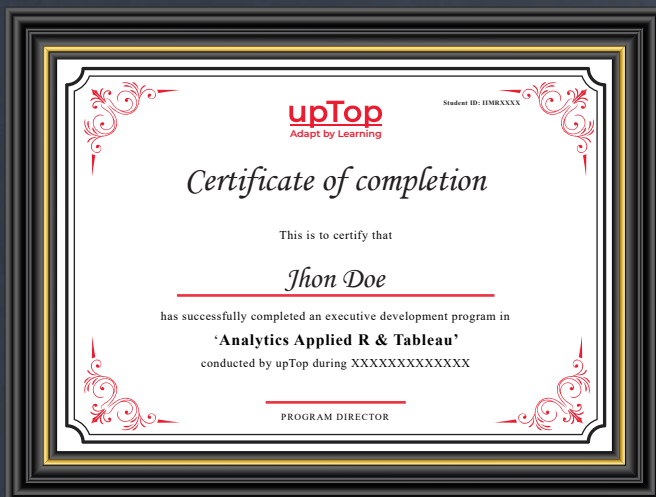 Student ID: IIMRXXXX
upTop
Adapt by Learning
Certificate of completion
This is to certify that
Jhon Doe
has successfully completed an executive development program in
‘Analytics Applied R & Tableau’
conducted by upTop during XXXXXXXXXXXXX
PROGRAM DIRECTOR